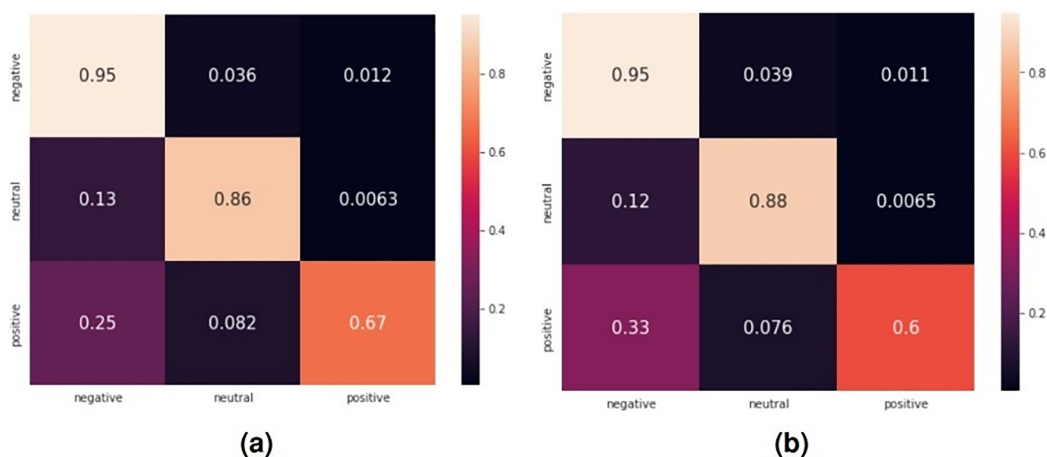 negative 0.95 0.036 0.012
neutral 0.13 0.86 0.0063
positive 0.25 0.082 0.67
negative neutral positive
0.8
0.6
0.4
0.2
(a)
negative 0.95 0.039 0.011
neutral 0.12 0.88 0.0065
positive 0.33 0.076 0.6
negative neutral positive
0.8
0.6
0.4
0.2
(b)